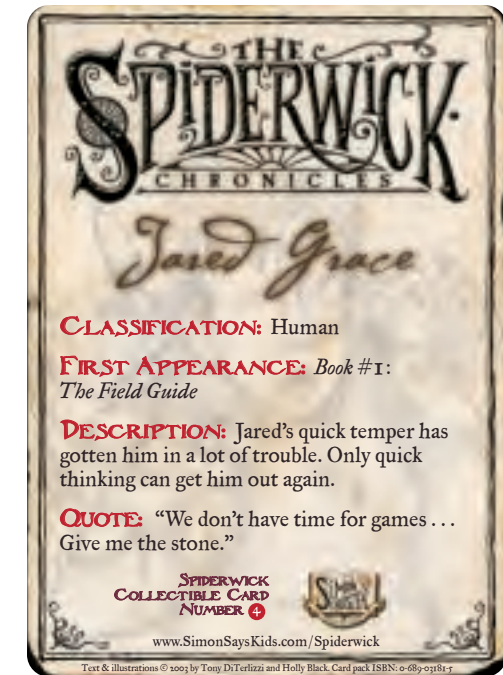 THE
SPIDERWICK
CHRONICLES
Jared Grace
CLASSIFICATION: Human
FIRST APPEARANCE: Book #1:
The Field Guide
DESCRIPTION: Jared's quick temper has
gotten him in a lot of trouble. Only quick
thinking can get him out again.
QUOTE: “We don't have time for games . . .
Give me the stone.”
SPIDERWICK
COLLECTIBLE CARD
NUMBER 4
www.SimonSaysKids.com/Spiderwick
Text & illustrations © 2003 by Tony DiTerlizzi and Holly Black. Card pack ISBN: 0-689-03181-5